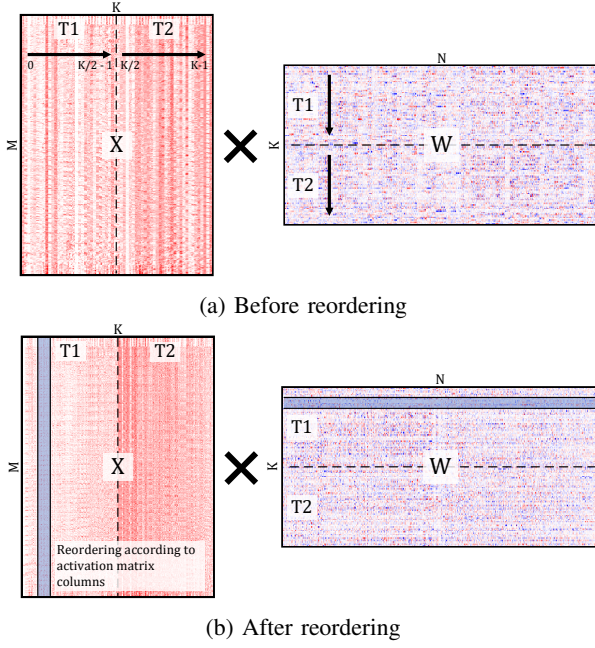 K
T1 T2
0 K/2 - 1 K/2 K-1
M
X
N
T1
K
W
T2
(a) Before reordering
K
T1 T2
M
X
Reordering according to
activation matrix
columns
N
T1
K
W
T2
(b) After reordering